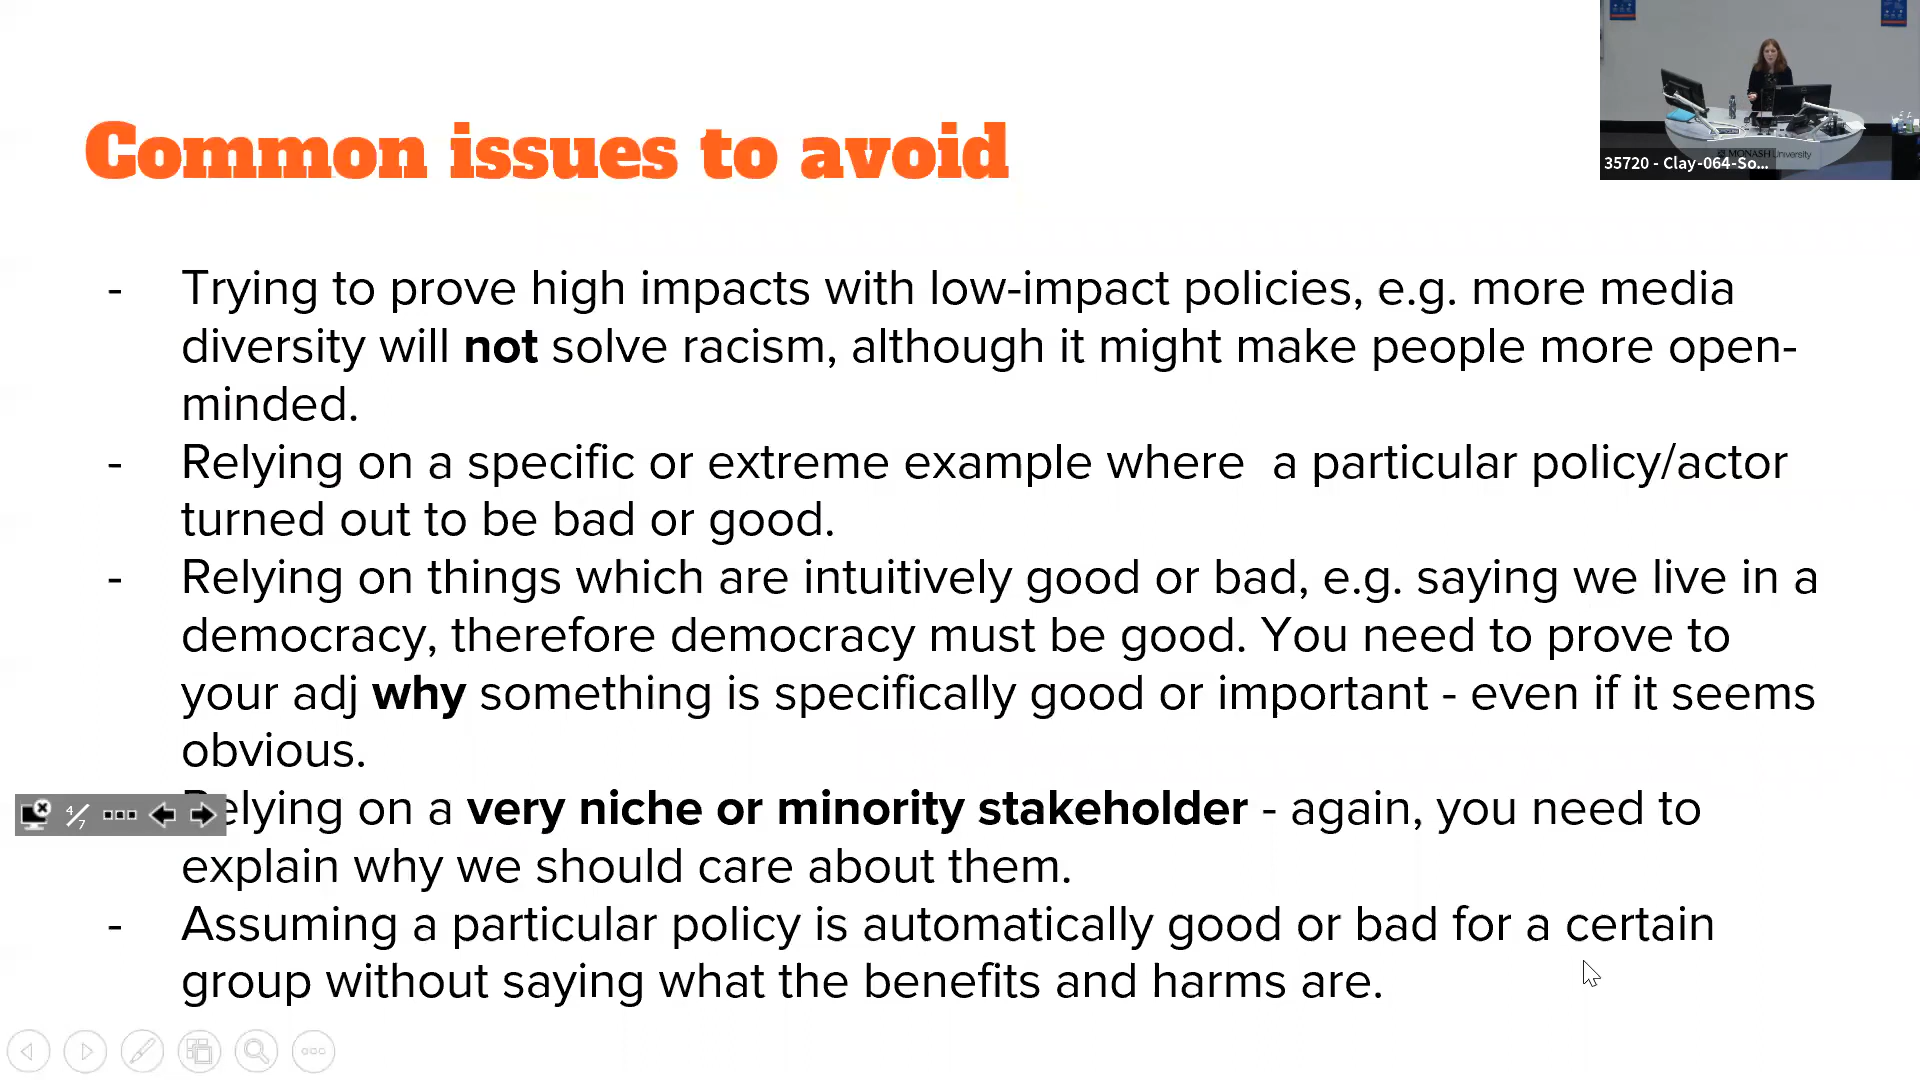 Common issues to avoid
35720 - Clay-064-So...
MONASH University
- Trying to prove high impacts with low-impact policies, e.g. more media
diversity will not solve racism, although it might make people more open-
minded.
- Relying on a specific or extreme example where  a particular policy/actor
turned out to be bad or good.
- Relying on things which are intuitively good or bad, e.g. saying we live in a
democracy, therefore democracy must be good. You need to prove to
your adj why something is specifically good or important - even if it seems
obvious.
Relying on a very niche or minority stakeholder - again, you need to
4/7
explain why we should care about them.
- Assuming a particular policy is automatically good or bad for a certain
group without saying what the benefits and harms are.